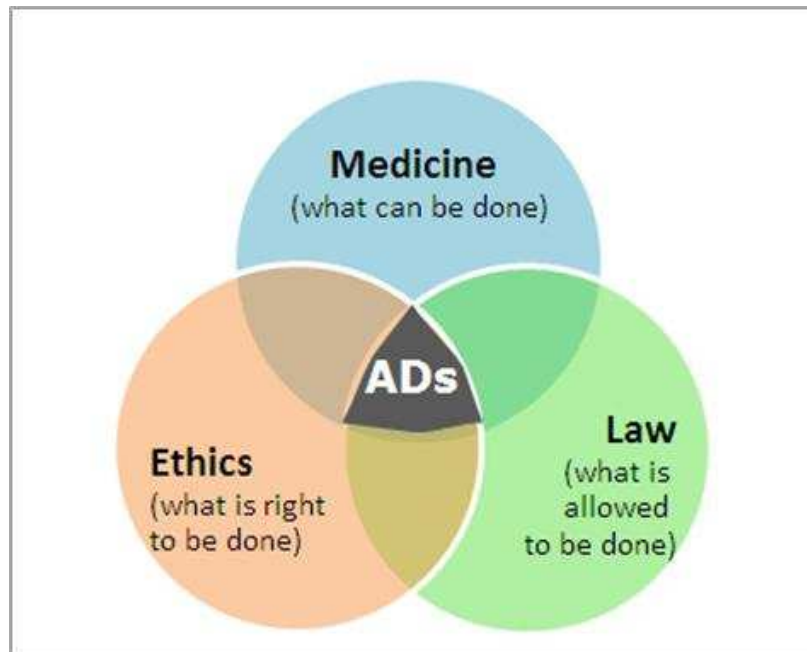 Medicine
(what can be done)
ADs
Ethics
(what is right
to be done)
Law
(what is
allowed
to be done)